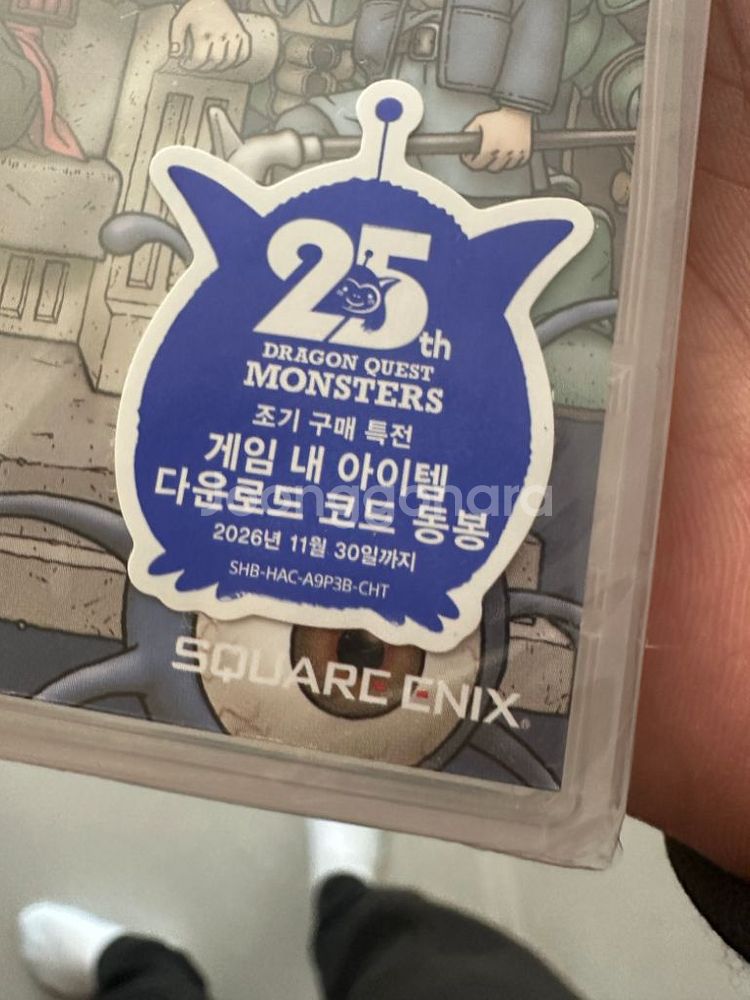 25th
DRAGON QUEST
MONSTERS
조기 구매 특전
게임 내 아이템
다운로드 코드 동봉
joonggonara
2026년 11월 30일까지
SHB-HAC-A9P3B-CHT
SQUARE ENIX